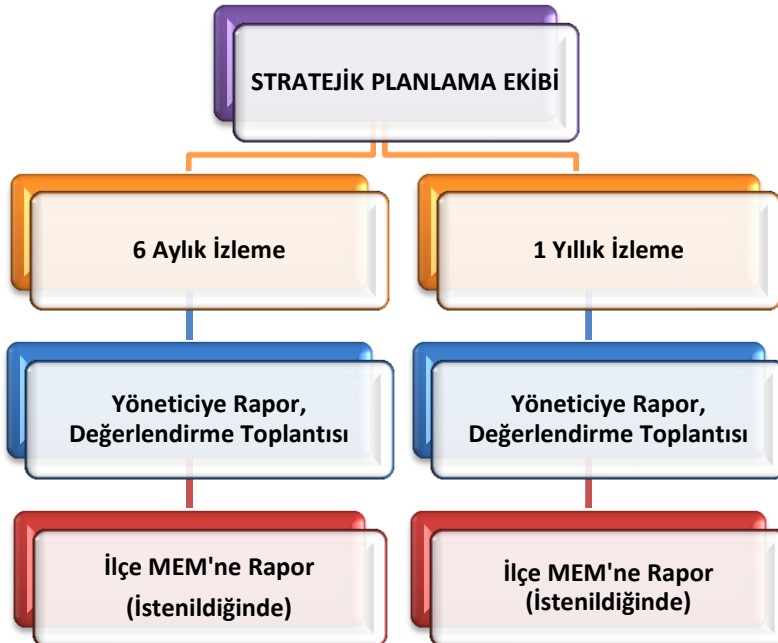 STRATEJİK PLANLAMA EKİBİ
6 Aylık İzleme
1 Yıllık İzleme
Yöneticiye Rapor,
Değerlendirme Toplantısı
Yöneticiye Rapor,
Değerlendirme Toplantısı
İlçe MEM'ne Rapor
(İstenildiğinde)
İlçe MEM'ne Rapor
(İstenildiğinde)